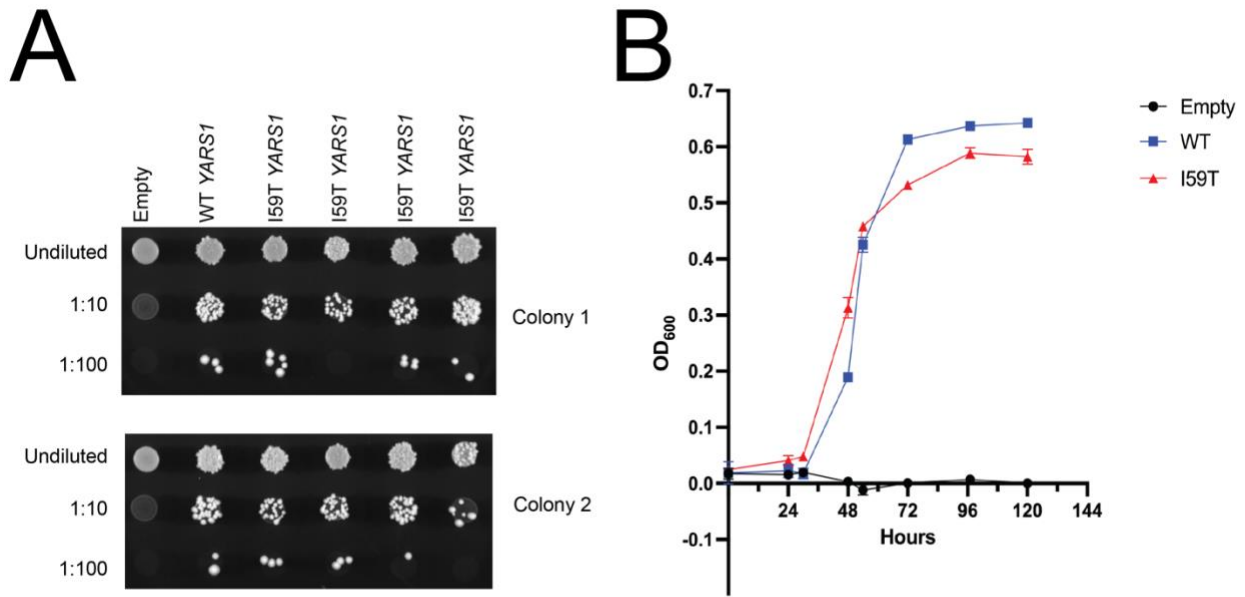 A
Empty
WT YARS1
I59T YARS1
I59T YARS1
I59T YARS1
I59T YARS1
Undiluted
1:10
1:100
Colony 1
Undiluted
1:10
1:100
Colony 2
B
0.7
0.6
0.5
0.4
0.3
0.2
0.1
0.0
-0.1
OD600
24 48 72 96 120 144
Hours
Empty
WT
I59T